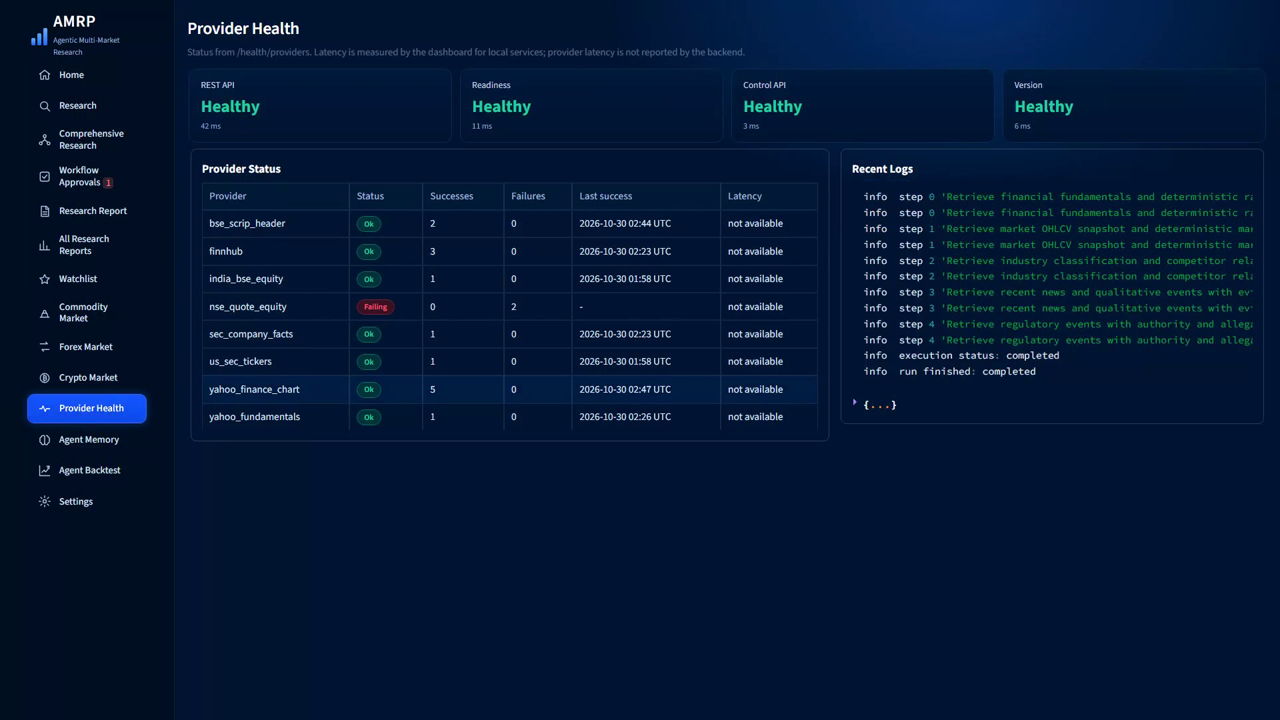 AMRP
Agentic Multi-Market
Research
Home
Research
Comprehensive
Research
Workflow
Approvals 1
Research Report
All Research
Reports
Watchlist
Commodity
Market
Forex Market
Crypto Market
Provider Health
Agent Memory
Agent Backtest
Settings
Provider Health
Status from /health/providers. Latency is measured by the dashboard for local services; provider latency is not reported by the backend.
REST API
Healthy
42 ms
Readiness
Healthy
11 ms
Control API
Healthy
3 ms
Version
Healthy
6 ms
Provider Status
Provider Status Successes Failures Last success Latency
bse_scrip_header Ok 2 0 2026-10-30 02:44 UTC not available
finnhub Ok 3 0 2026-10-30 02:23 UTC not available
india_bse_equity Ok 1 0 2026-10-30 01:58 UTC not available
nse_quote_equity Failing 0 2 - not available
sec_company_facts Ok 1 0 2026-10-30 02:23 UTC not available
us_sec_tickers Ok 1 0 2026-10-30 01:58 UTC not available
yahoo_finance_chart Ok 5 0 2026-10-30 02:47 UTC not available
yahoo_fundamentals Ok 1 0 2026-10-30 02:26 UTC not available
Recent Logs
info step 0 'Retrieve financial fundamentals and deterministic ra
info step 0 'Retrieve financial fundamentals and deterministic ra
info step 1 'Retrieve market OHLCV snapshot and deterministic mar
info step 1 'Retrieve market OHLCV snapshot and deterministic mar
info step 2 'Retrieve industry classification and competitor rela
info step 2 'Retrieve industry classification and competitor rela
info step 3 'Retrieve recent news and qualitative events with ev
info step 3 'Retrieve recent news and qualitative events with ev
info step 4 'Retrieve regulatory events with authority and allega
info step 4 'Retrieve regulatory events with authority and allega
info execution status: completed
info run finished: completed
{...}